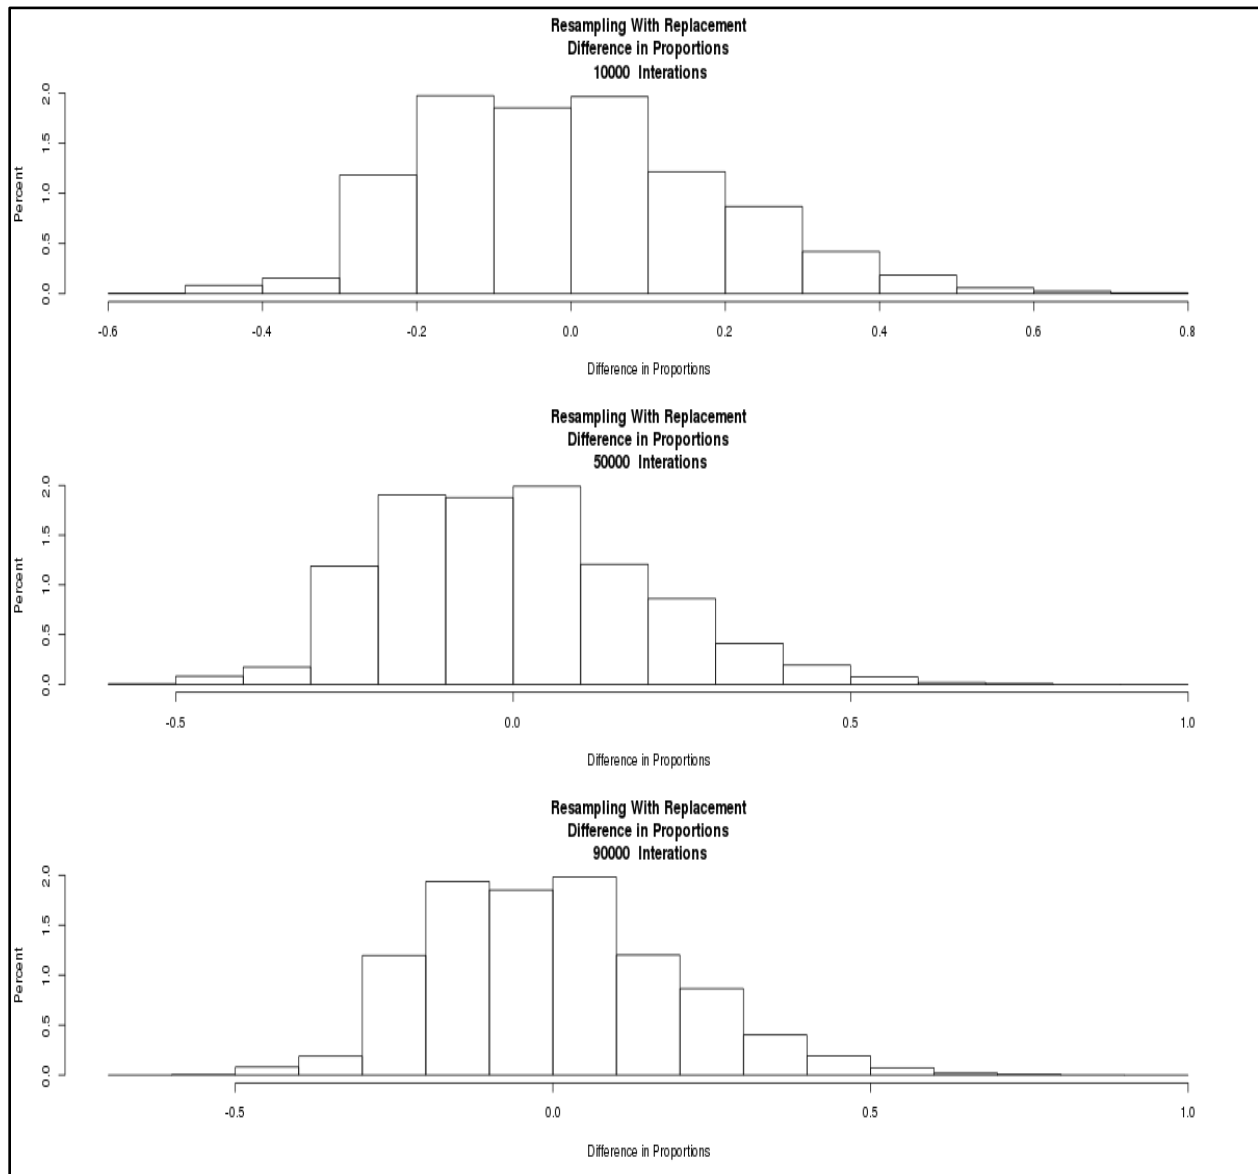 Resampling With Replacement
Difference in Proportions
10000 Interations
Percent
2.0
1.5
1.0
0.5
0.0
-0.6 -0.4 -0.2 0.0 0.2 0.4 0.6 0.8
Difference in Proportions
Resampling With Replacement
Difference in Proportions
50000 Interations
Percent
2.0
1.5
1.0
0.5
0.0
-0.5 0.0 0.5 1.0
Difference in Proportions
Resampling With Replacement
Difference in Proportions
90000 Interations
Percent
2.0
1.5
1.0
0.5
0.0
-0.5 0.0 0.5 1.0
Difference in Proportions